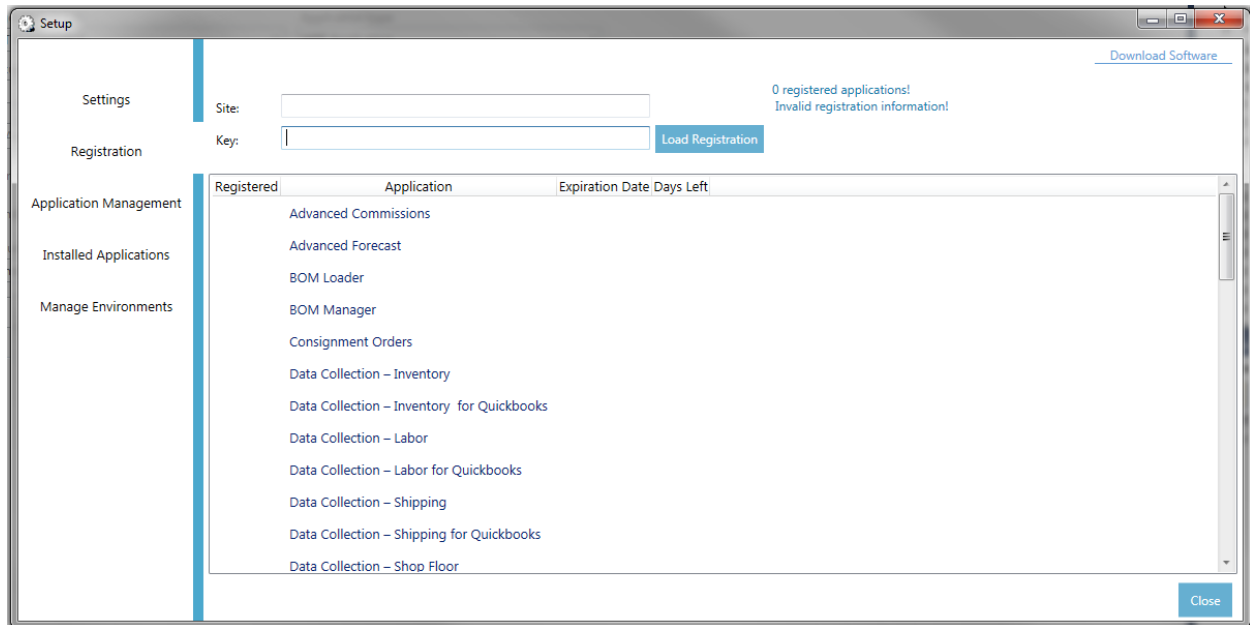 Setup
Download Software
Settings
Registration
Application Management
Installed Applications
Manage Environments
Site:
Key:
Load Registration
0 registered applications!
Invalid registration information!
Registered Application Expiration Date Days Left
Advanced Commissions
Advanced Forecast
BOM Loader
BOM Manager
Consignment Orders
Data Collection – Inventory
Data Collection – Inventory for Quickbooks
Data Collection – Labor
Data Collection – Labor for Quickbooks
Data Collection – Shipping
Data Collection – Shipping for Quickbooks
Data Collection – Shop Floor
Close